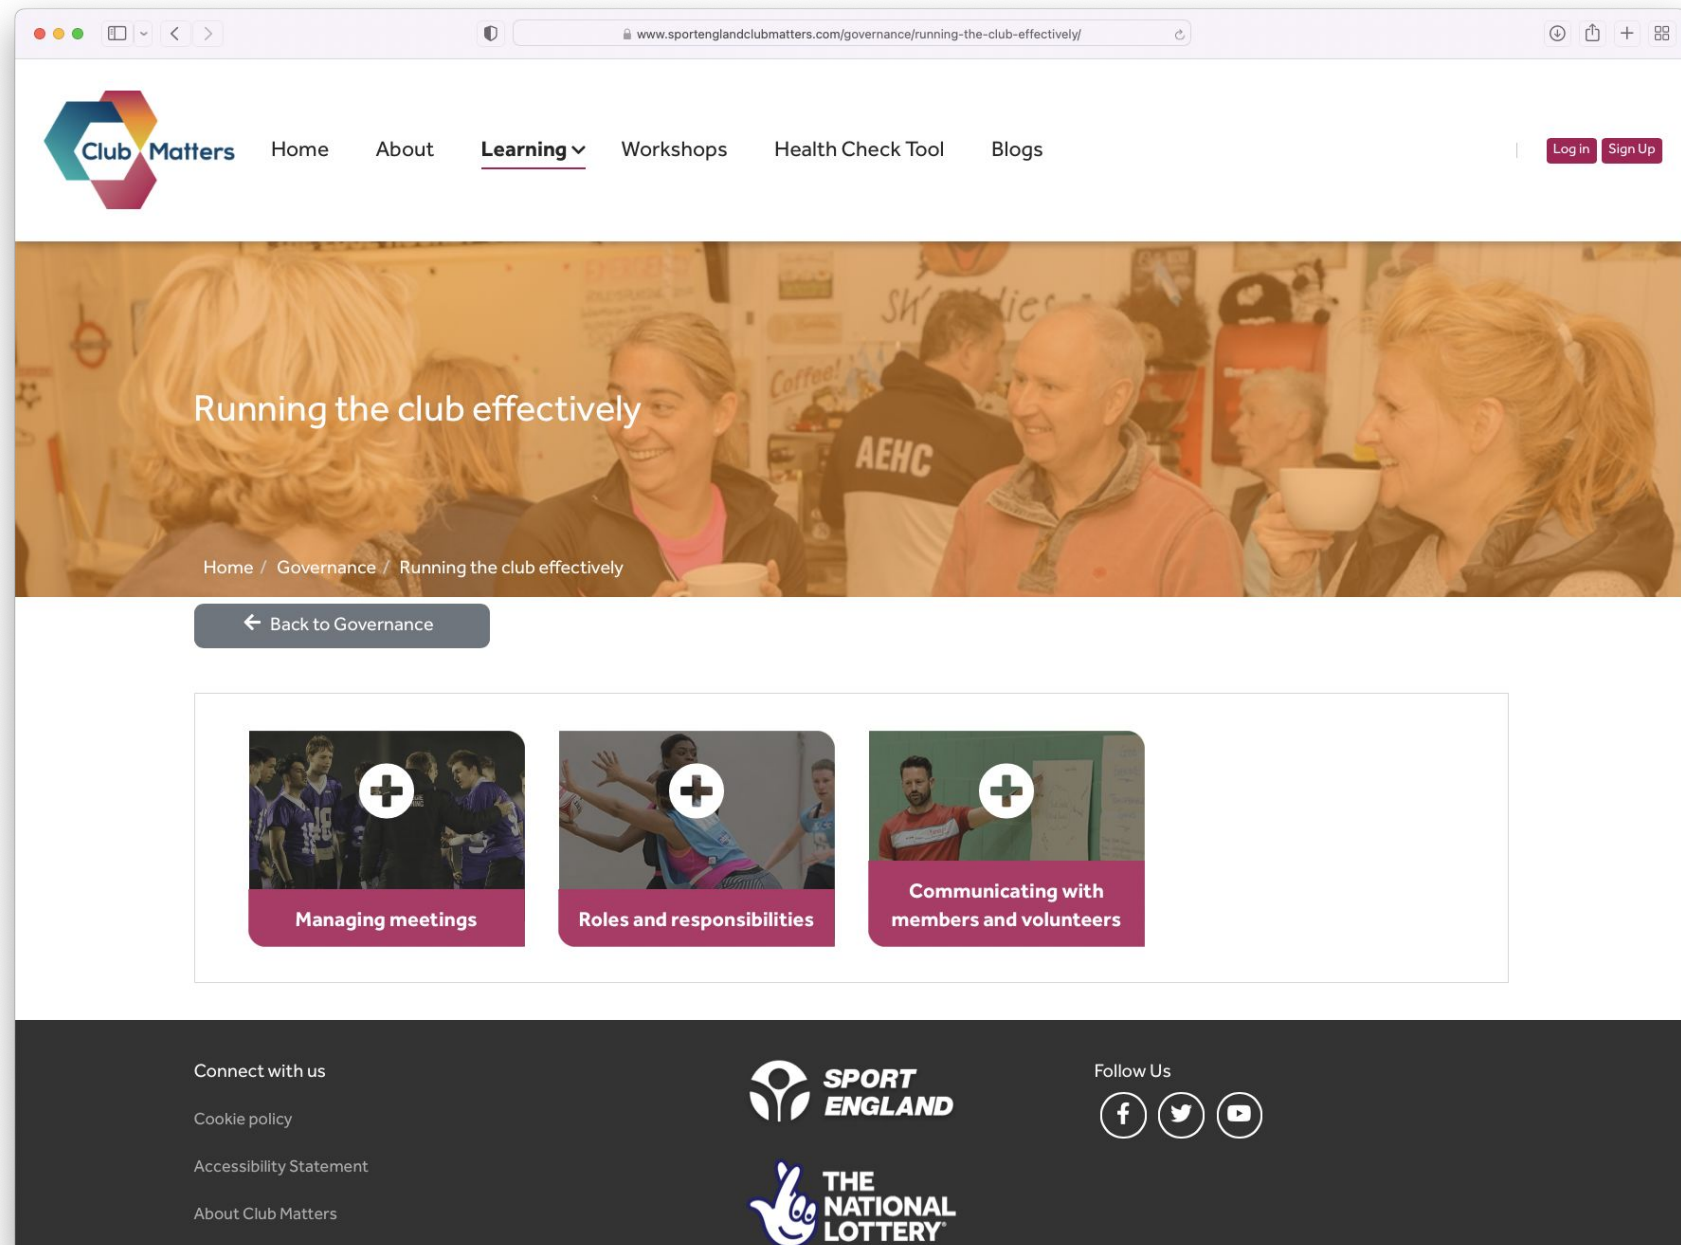 www.sportenglandclubmatters.com/governance/running-the-club-effectively/
Club Matters
Home
About
Learning
Workshops
Health Check Tool
Blogs
Log in
Sign Up
Coffee!
AEHC
Running the club effectively
Home / Governance / Running the club effectively
Back to Governance
Managing meetings
Roles and responsibilities
Communicating with
members and volunteers
Connect with us
Cookie policy
Accessibility Statement
About Club Matters
SPORT
ENGLAND
THE
NATIONAL
LOTTERY®
Follow Us